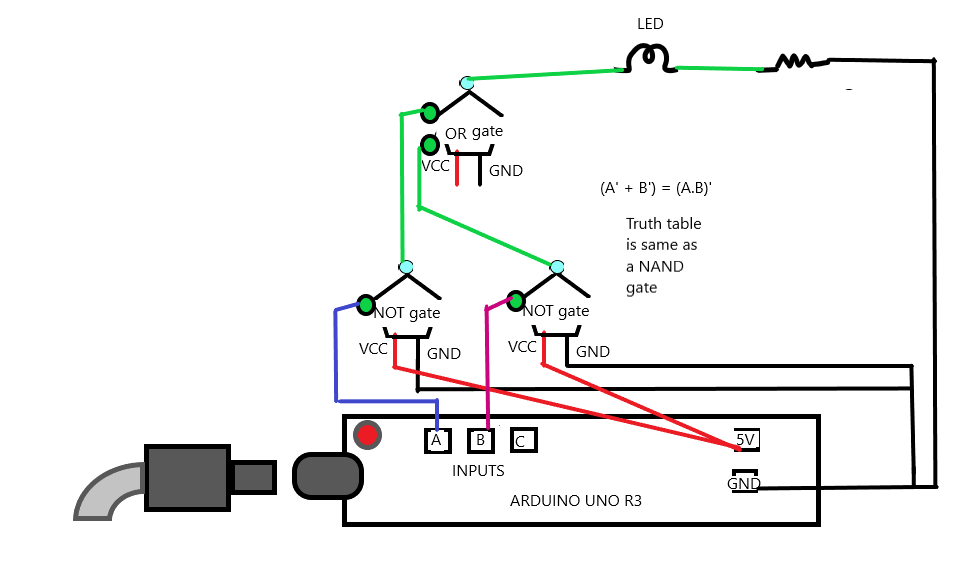 LED
OR gate
VCC
GND
(A' + B') = (A.B)'
Truth table
is same as
a NAND
gate
NOT gate
NOT gate
VCC
GND
VCC
GND
A
B
C
5V
INPUTS
GND
ARDUINO UNO R3